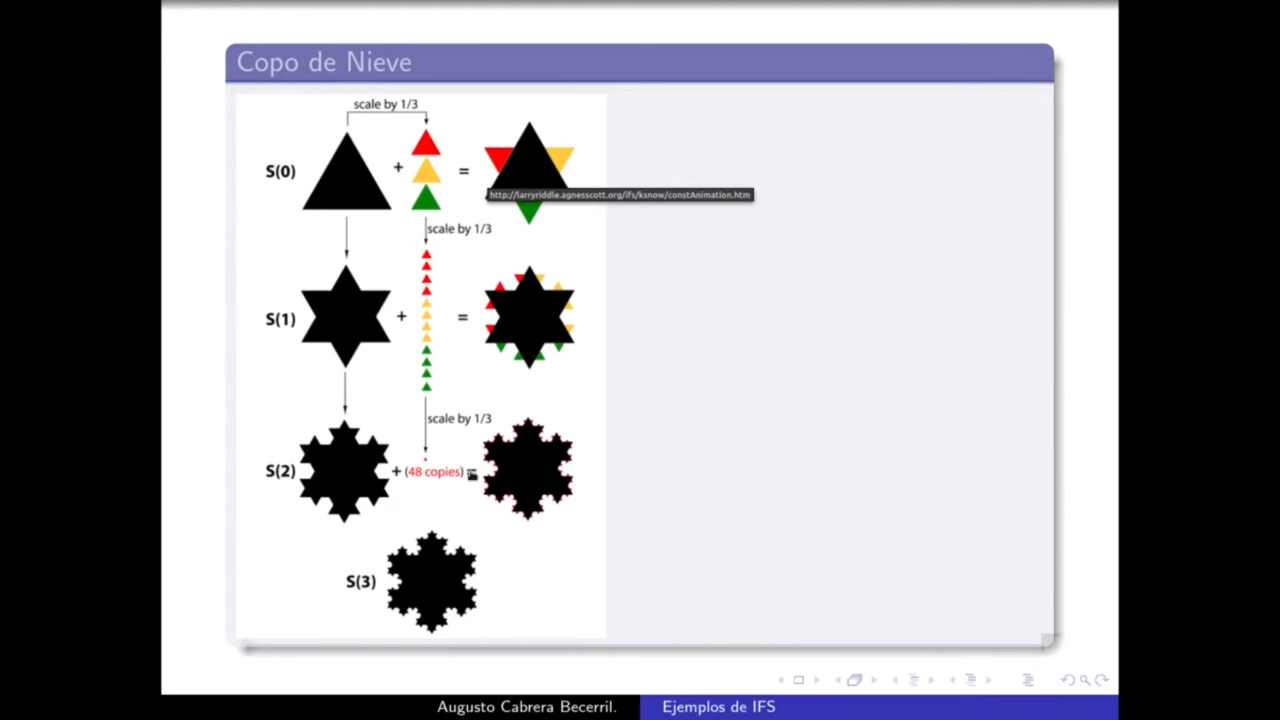 Copo de Nieve
scale by 1/3
S(0)
+
=
http://larryriddle.agnesscott.org/ifs/ksnow/constAnimation.htm
scale by 1/3
S(1)
+
=
scale by 1/3
S(2)
+ (48 copies) =
S(3)
Augusto Cabrera Becerril.
Ejemplos de IFS